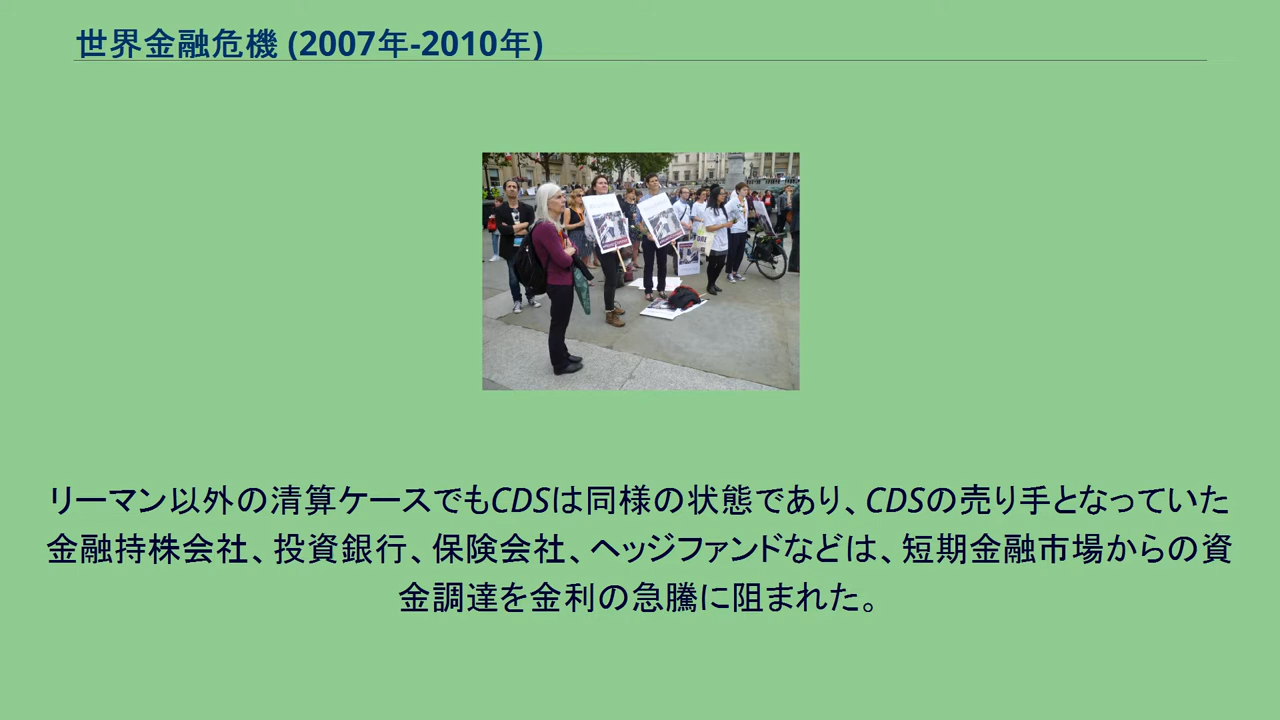 世界金融危機 (2007年-2010年)
リーマン以外の清算ケースでもCDSは同様の状態であり、CDSの売り手となっていた
金融持株会社、投資銀行、保険会社、ヘッジファンドなどは、短期金融市場からの資
金調達を金利の急騰に阻まれた。